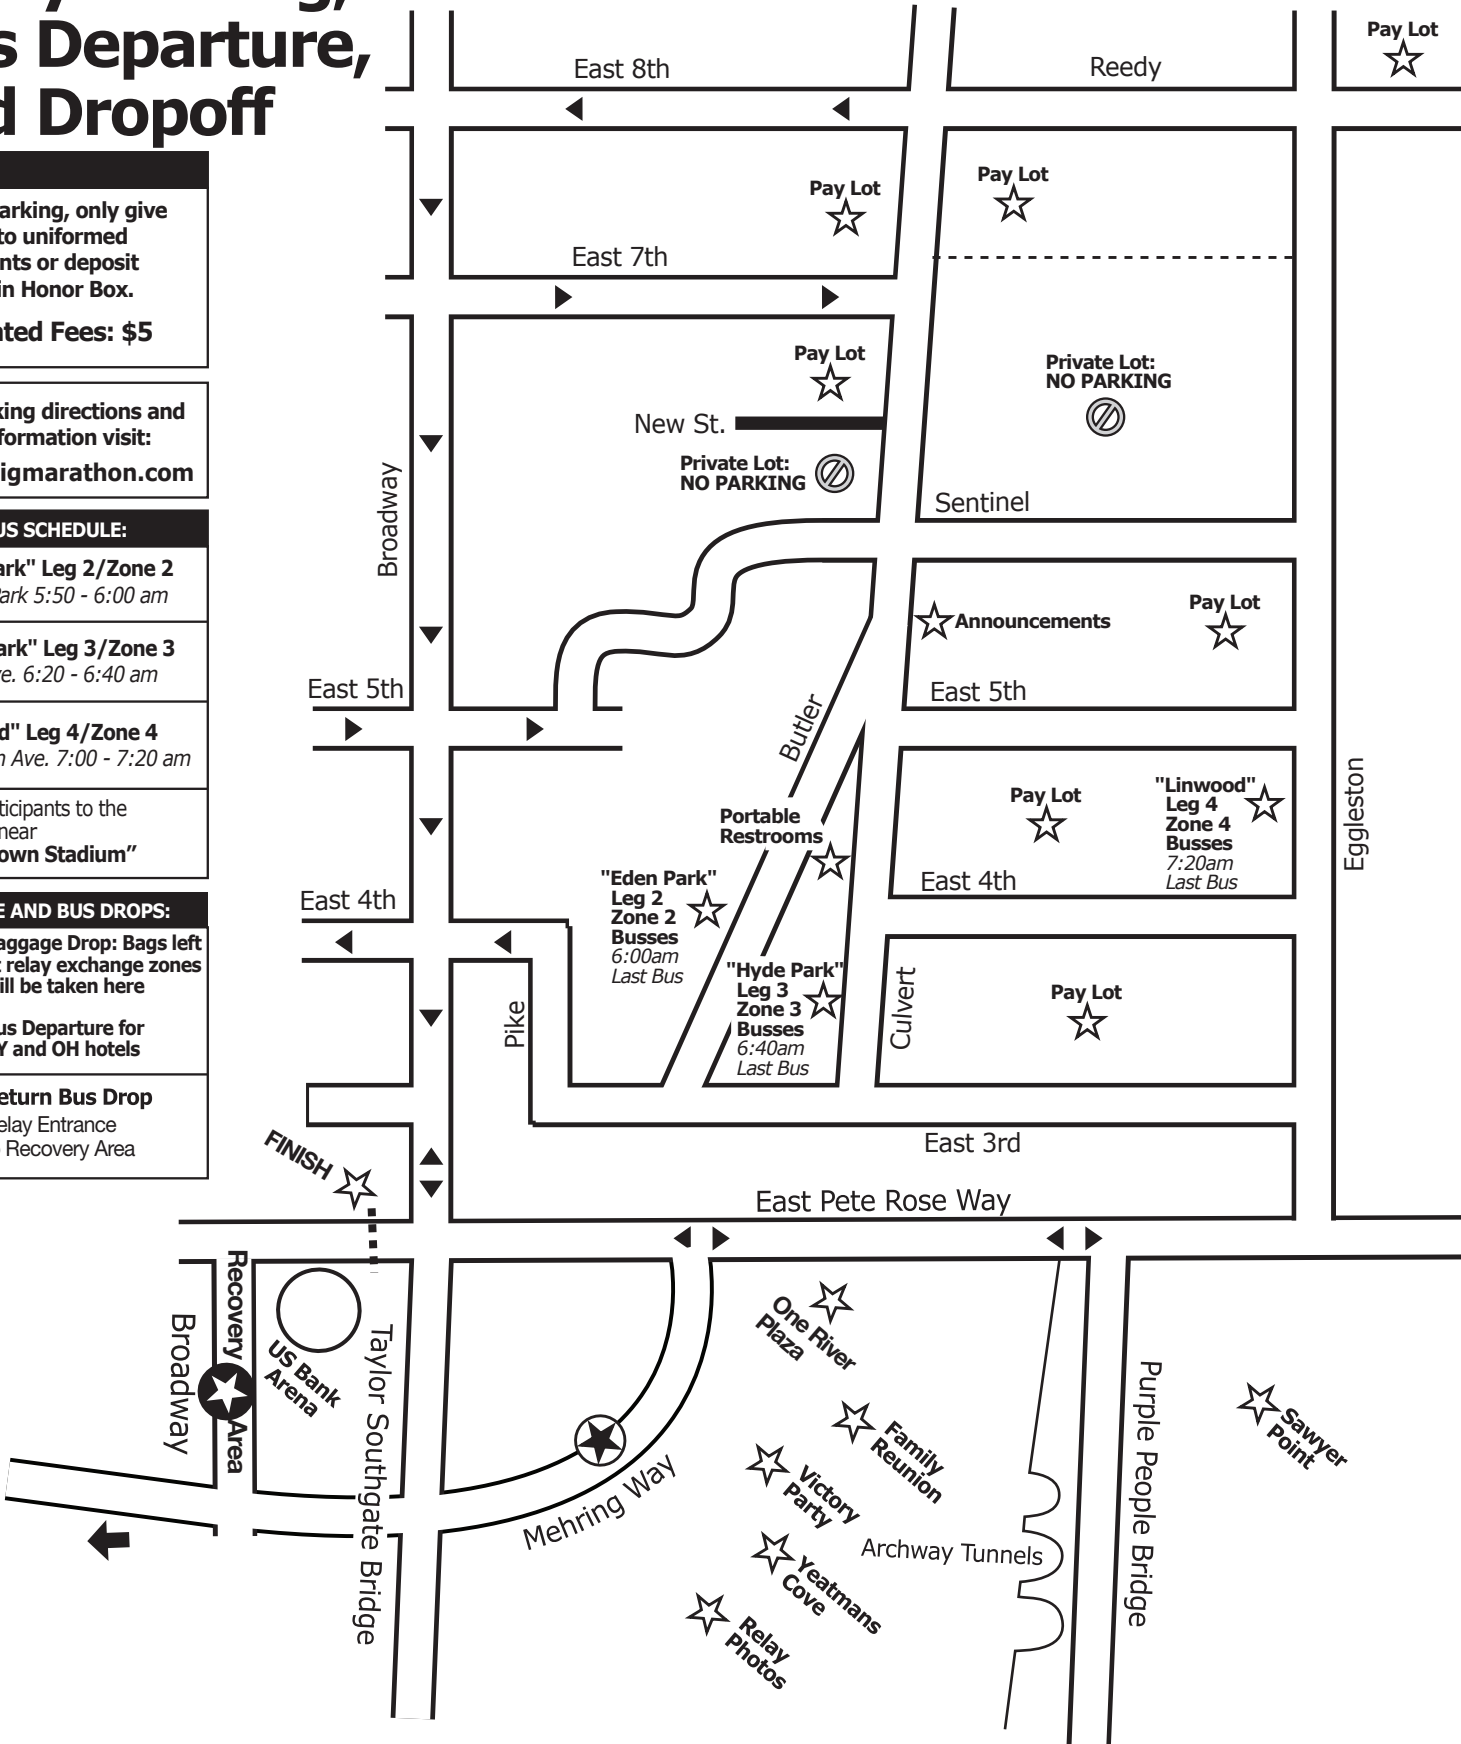 s Departure,
d Dropoff
arking, only give
to uniformed
nts or deposit
in Honor Box.
ated Fees: $5
king directions and
formation visit:
igmarathon.com
US SCHEDULE:
ark" Leg 2/Zone 2
Park 5:50 - 6:00 am
ark" Leg 3/Zone 3
ve. 6:20 - 6:40 am
d" Leg 4/Zone 4
n Ave. 7:00 - 7:20 am
ticipants to the
near
own Stadium”
E AND BUS DROPS:
aggage Drop: Bags left
t relay exchange zones
ill be taken here
us Departure for
Y and OH hotels
eturn Bus Drop
elay Entrance
Recovery Area
Pay Lot
East 8th
Reedy
Pay Lot
Pay Lot
East 7th
Pay Lot
Private Lot:
NO PARKING
New St.
Private Lot:
NO PARKING
Broadway
Sentinel
Announcements
Pay Lot
East 5th
East 5th
Butler
Eggleston
Pay Lot
"Linwood"
Leg 4
Zone 4
Busses
7:20am
Last Bus
Portable
Restrooms
East 4th
East 4th
"Eden Park"
Leg 2
Zone 2
Busses
6:00am
Last Bus
"Hyde Park"
Leg 3
Zone 3
Busses
6:40am
Last Bus
Culvert
Pay Lot
Pike
East 3rd
FINISH
East Pete Rose Way
Recovery Area
Broadway
US Bank
Arena
Taylor Southgate Bridge
One River
Plaza
Purple People Bridge
Sawyer
Point
Family
Reunion
Mehring Way
Victory
Party
Archway Tunnels
Yeatmans
Cove
Relay
Photos